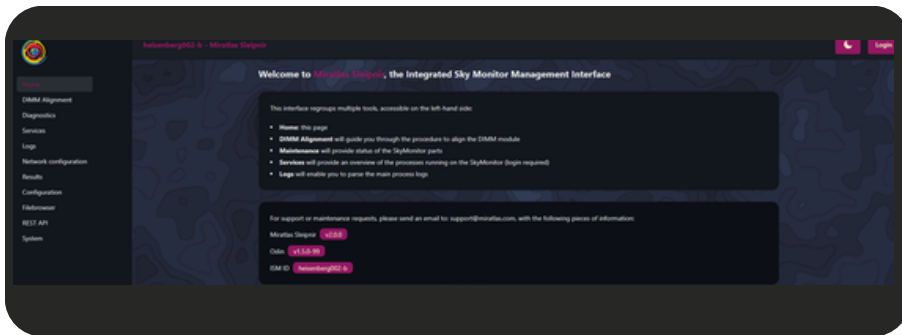 heisenberg002-b - Miratlas Sleipnir
Login
Home
DIMM Alignment
Diagnostics
Services
Logs
Network configuration
Results
Configuration
Filebrowser
REST API
System
Welcome to Miratlas Sleipnir, the Integrated Sky Monitor Management Interface
This interface regroups multiple tools, accessible on the left-hand side:
Home: this page
DIMM Alignment will guide you through the procedure to align the DIMM module
Maintenance will provide status of the SkyMonitor parts
Services will provide an overview of the processes running on the SkyMonitor (login required)
Logs will enable you to parse the main process logs
For support or maintenance requests, please send an email to: support@miratlas.com, with the following pieces of information:
Miratlas Sleipnir v2.0.0
Odin v1.5.0-99
ISM ID heisenberg002-b